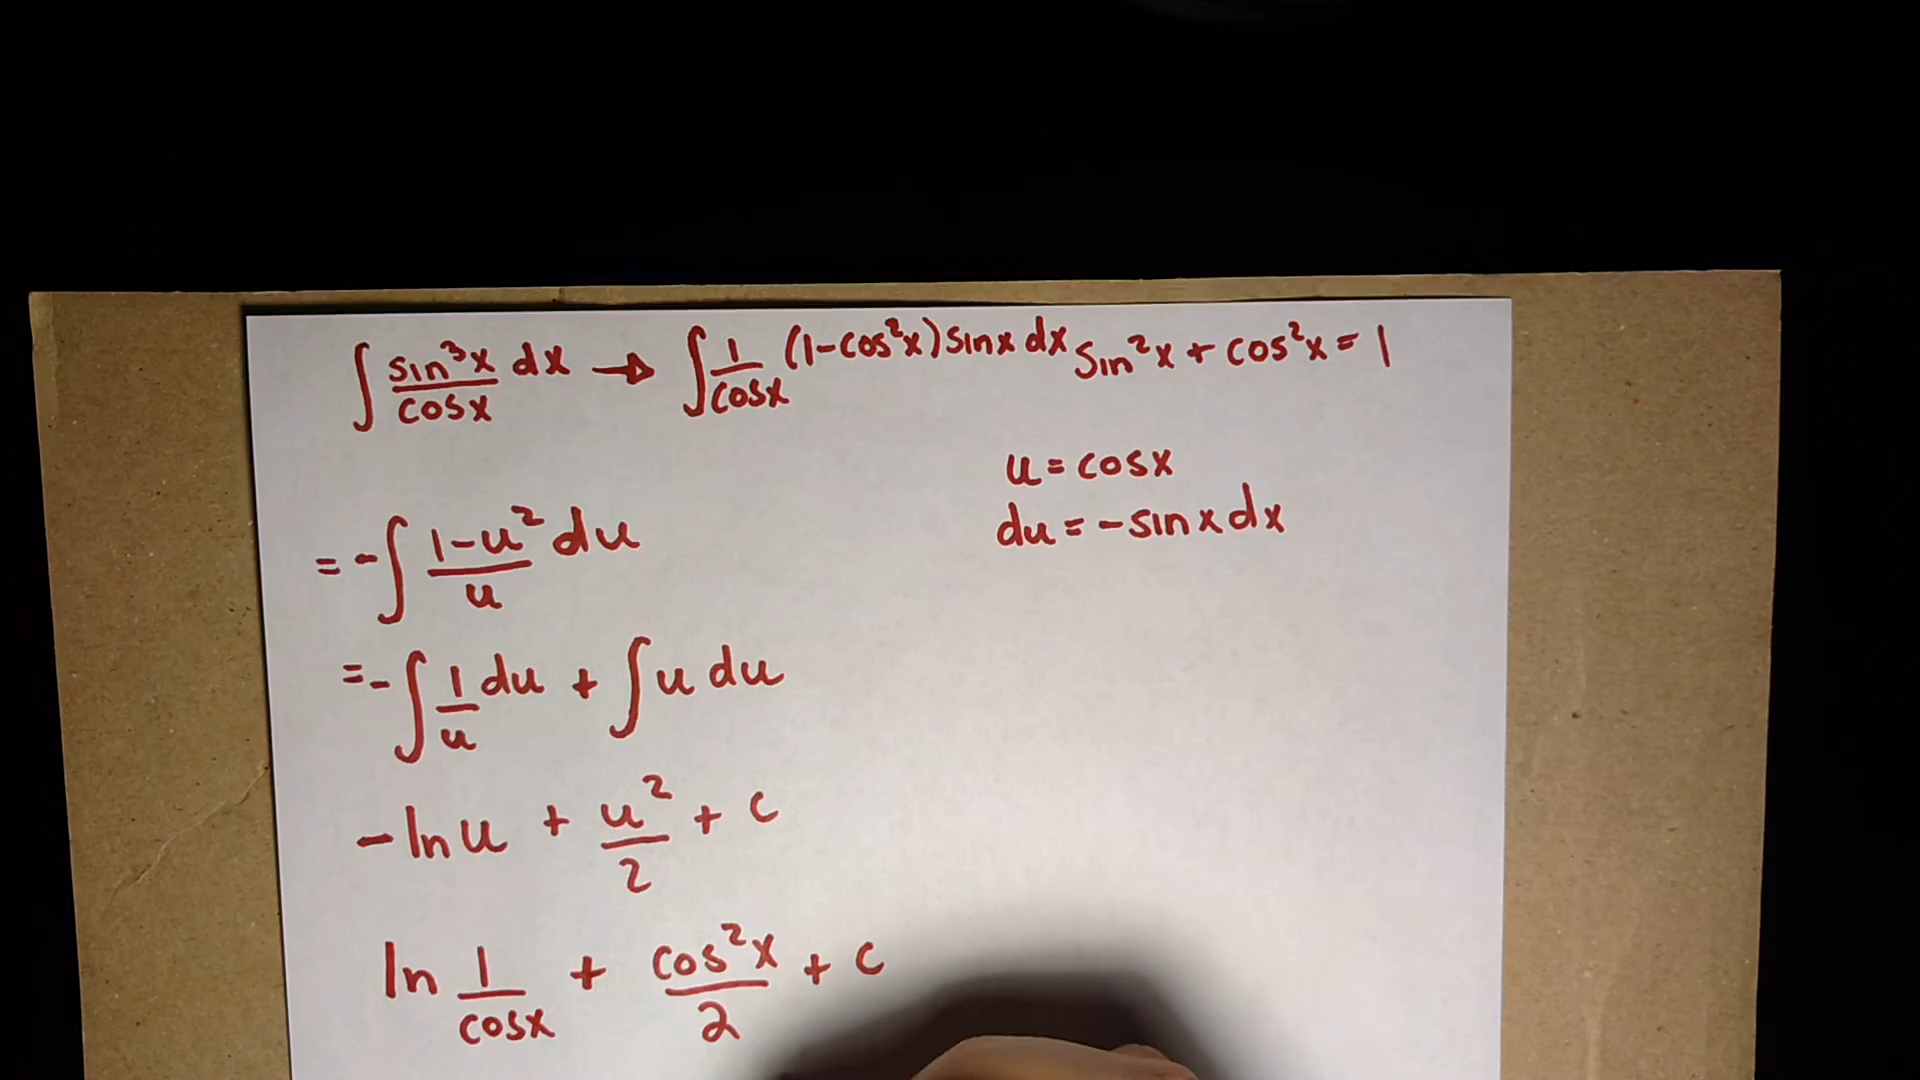 ∫ sin³x/cosx dx → ∫ 1/cosx (1-cos²x) sinx dx sin²x + cos²x = 1
u = cosx
du = -sinx dx
= -∫ (1-u²)/u du
= -∫ 1/u du + ∫ u du
-ln u + u²/2 + c
ln 1/cosx + cos²x/2 + c